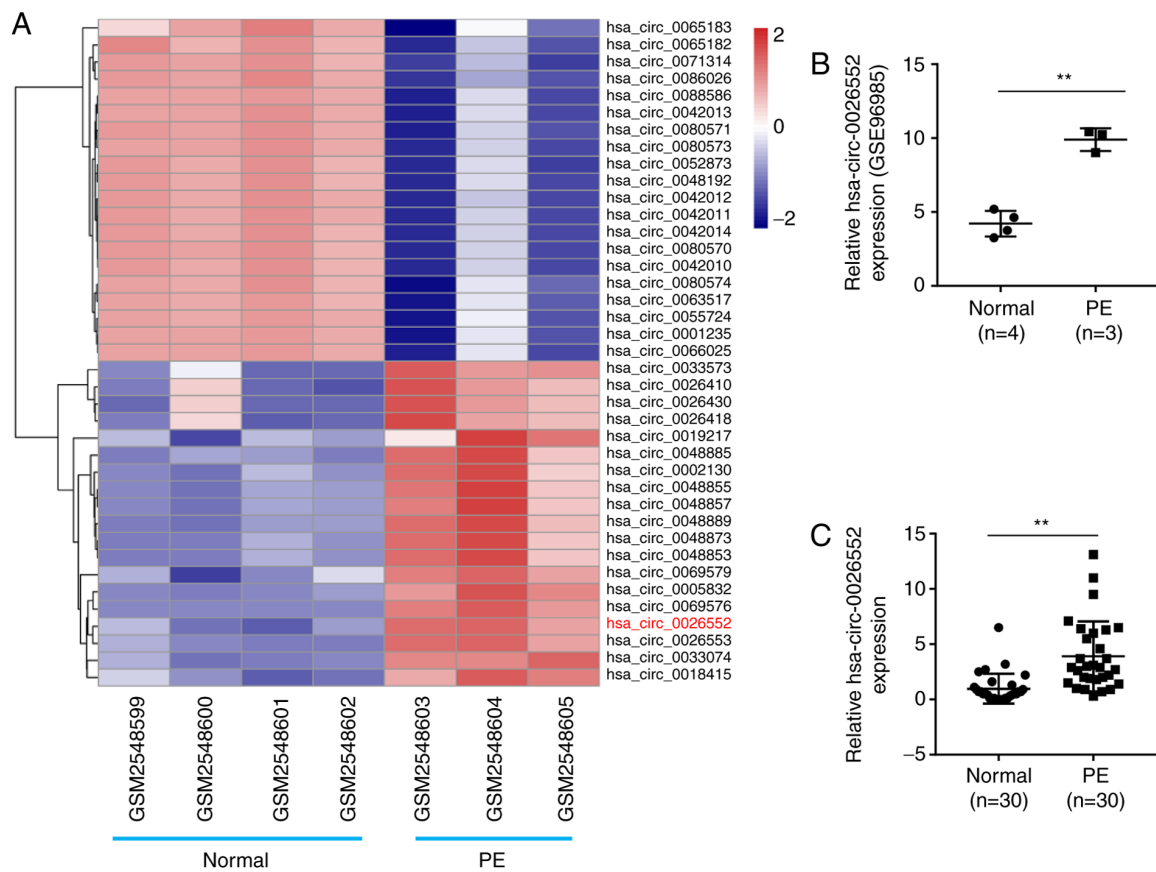 A
hsa_circ_0065183
hsa_circ_0065182
hsa_circ_0071314
hsa_circ_0086026
hsa_circ_0088586
hsa_circ_0042013
hsa_circ_0080571
hsa_circ_0080573
hsa_circ_0052873
hsa_circ_0048192
hsa_circ_0042012
hsa_circ_0042011
hsa_circ_0042014
hsa_circ_0080570
hsa_circ_0042010
hsa_circ_0080574
hsa_circ_0063517
hsa_circ_0055724
hsa_circ_0001235
hsa_circ_0066025
hsa_circ_0033573
hsa_circ_0026410
hsa_circ_0026430
hsa_circ_0026418
hsa_circ_0019217
hsa_circ_0048885
hsa_circ_0002130
hsa_circ_0048855
hsa_circ_0048857
hsa_circ_0048889
hsa_circ_0048873
hsa_circ_0048853
hsa_circ_0069579
hsa_circ_0005832
hsa_circ_0069576
hsa_circ_0026552
hsa_circ_0026553
hsa_circ_0033074
hsa_circ_0018415
2
0
−2
GSM2548599
GSM2548600
GSM2548601
GSM2548602
GSM2548603
GSM2548604
GSM2548605
Normal
PE
B
Relative hsa-circ-0026552
expression (GSE96985)
15
10
5
0
**
Normal
(n=4)
PE
(n=3)
C
Relative hsa-circ-0026552
expression
15
10
5
0
−5
**
Normal
(n=30)
PE
(n=30)